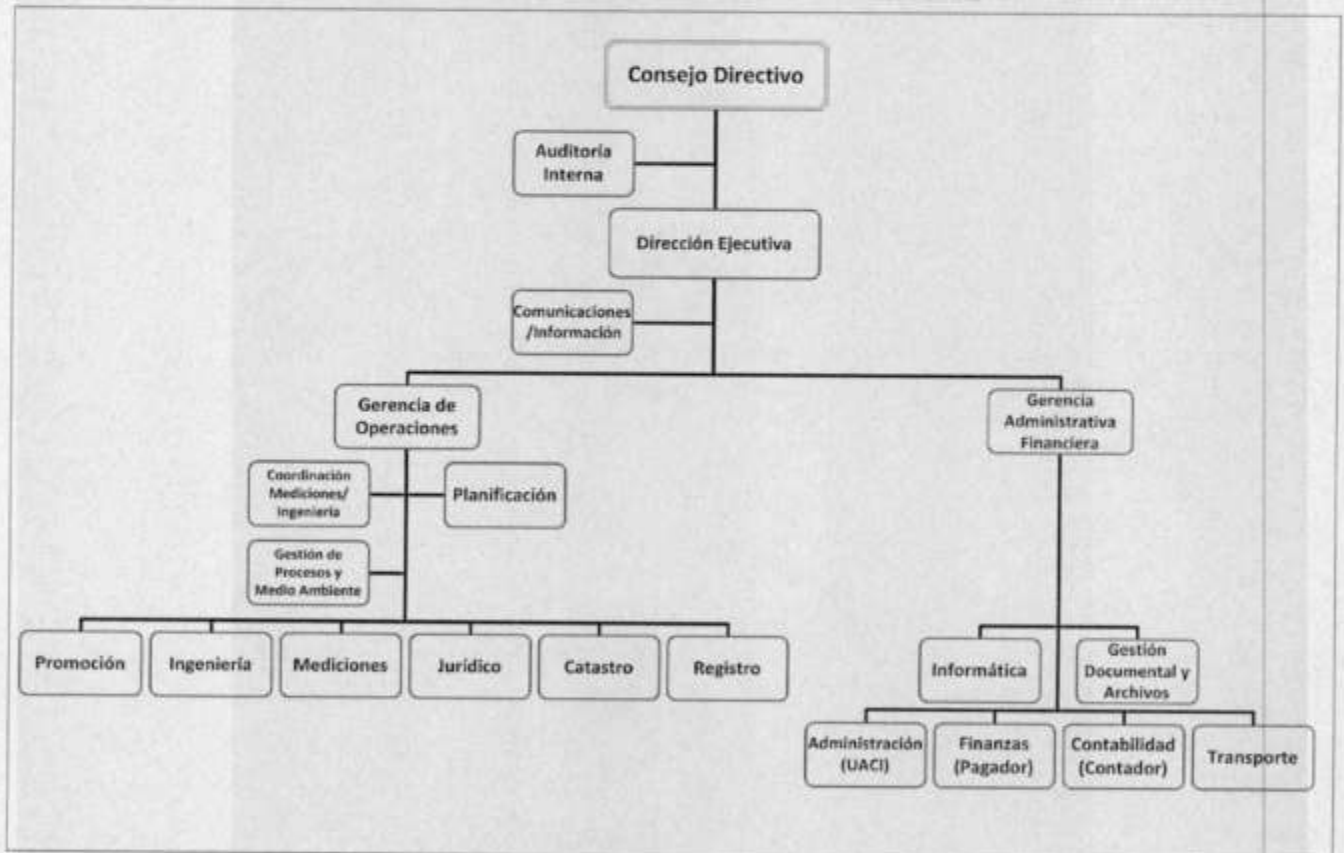 Consejo Directivo
Auditoría
Interna
Dirección Ejecutiva
Comunicaciones
/Información
Gerencia de
Operaciones
Gerencia
Administrativa
Financiera
Coordinación
Mediciones/
Ingeniería
Planificación
Gestión de
Procesos y
Medio Ambiente
Promoción
Ingeniería
Mediciones
Jurídico
Catastro
Registro
Informática
Gestión
Documental y
Archivos
Administración
(UACI)
Finanzas
(Pagador)
Contabilidad
(Contador)
Transporte